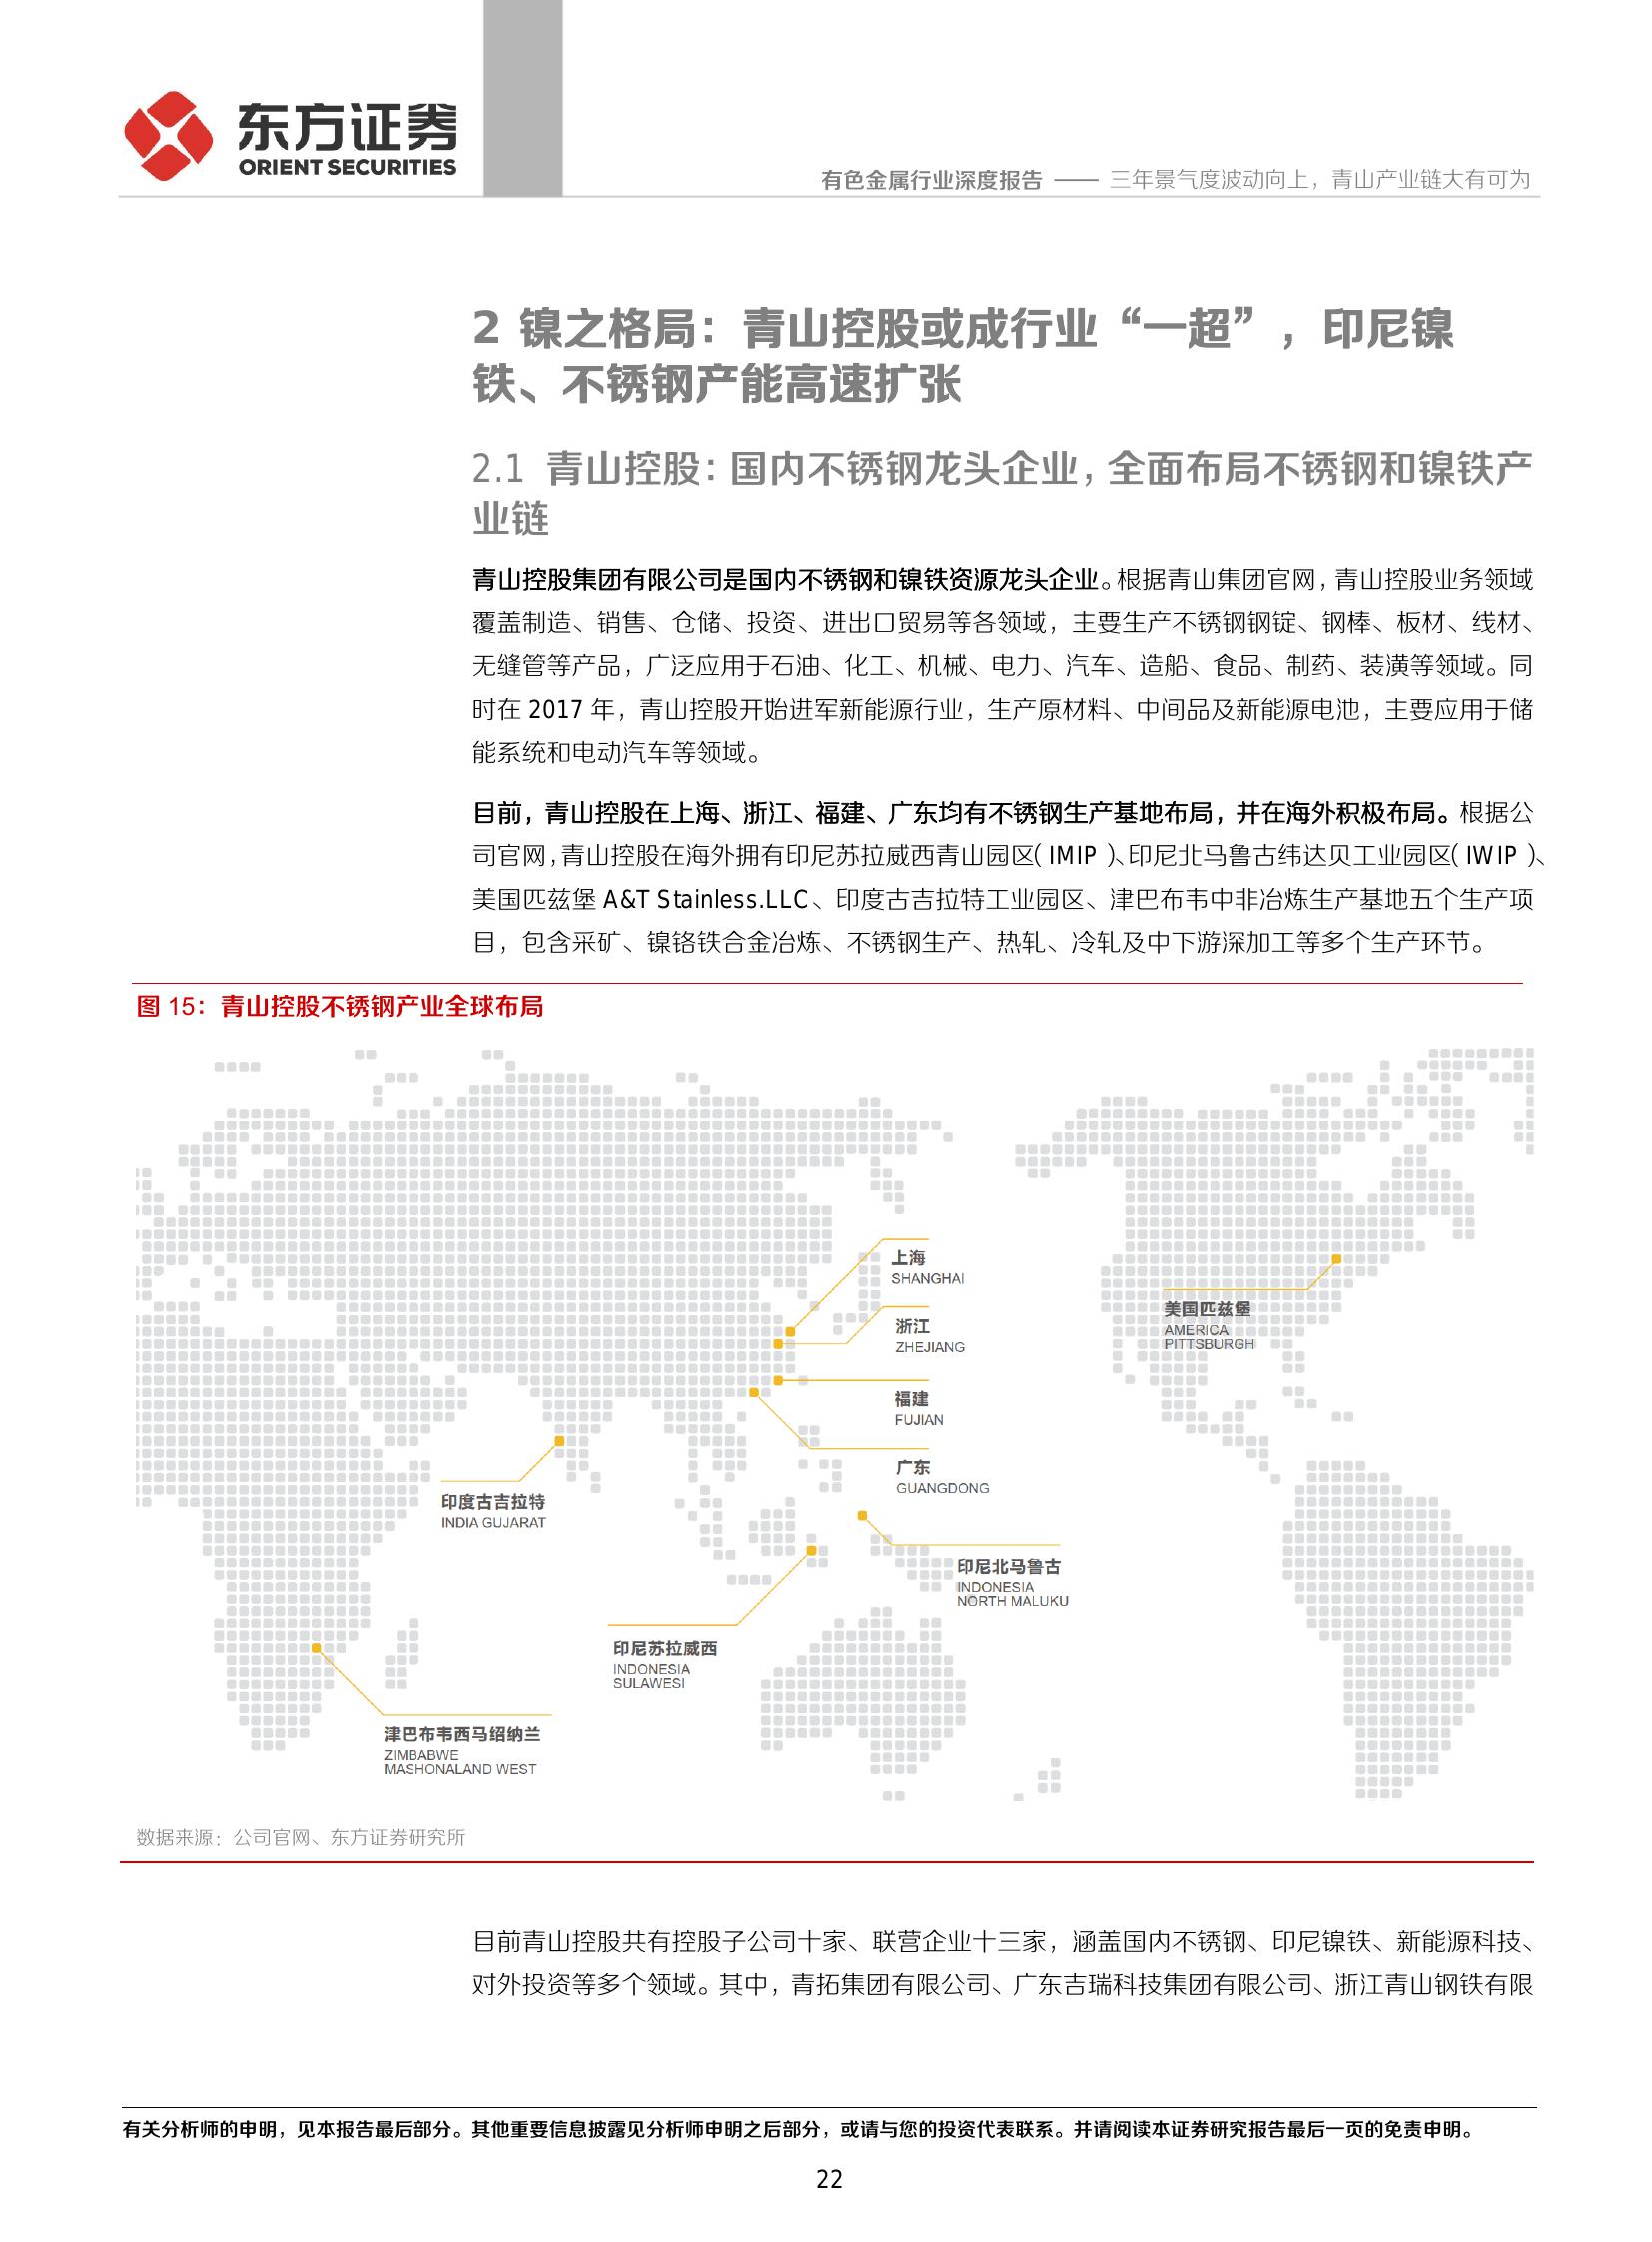 东方证券
ORIENT SECURITIES
有色金属行业深度报告 —— 三年景气度波动向上，青山产业链大有可为
2 镍之格局：青山控股或成行业“一超”，印尼镍
铁、不锈钢产能高速扩张
2.1 青山控股：国内不锈钢龙头企业，全面布局不锈钢和镍铁产
业链
青山控股集团有限公司是国内不锈钢和镍铁资源龙头企业。根据青山集团官网，青山控股业务领域
覆盖制造、销售、仓储、投资、进出口贸易等各领域，主要生产不锈钢钢锭、钢棒、板材、线材、
无缝管等产品，广泛应用于石油、化工、机械、电力、汽车、造船、食品、制药、装潢等领域。同
时在 2017 年，青山控股开始进军新能源行业，生产原材料、中间品及新能源电池，主要应用于储
能系统和电动汽车等领域。
目前，青山控股在上海、浙江、福建、广东均有不锈钢生产基地布局，并在海外积极布局。根据公
司官网，青山控股在海外拥有印尼苏拉威西青山园区（IMIP）、印尼北马鲁古纬达贝工业园区（IWIP）、
美国匹兹堡 A&T Stainless.LLC、印度古吉拉特工业园区、津巴布韦中非冶炼生产基地五个生产项
目，包含采矿、镍铬铁合金冶炼、不锈钢生产、热轧、冷轧及中下游深加工等多个生产环节。
图 15：青山控股不锈钢产业全球布局
上海
SHANGHAI
浙江
ZHEJIANG
福建
FUJIAN
广东
GUANGDONG
美国匹兹堡
AMERICA
PITTSBURGH
印度古吉拉特
INDIA GUJARAT
印尼北马鲁古
INDONESIA
NORTH MALUKU
印尼苏拉威西
INDONESIA
SULAWESI
津巴布韦西马绍纳兰
ZIMBABWE
MASHONALAND WEST
数据来源：公司官网、东方证券研究所
目前青山控股共有控股子公司十家、联营企业十三家，涵盖国内不锈钢、印尼镍铁、新能源科技、
对外投资等多个领域。其中，青拓集团有限公司、广东吉瑞科技集团有限公司、浙江青山钢铁有限
有关分析师的申明，见本报告最后部分。其他重要信息披露见分析师申明之后部分，或请与您的投资代表联系。并请阅读本证券研究报告最后一页的免责申明。
22